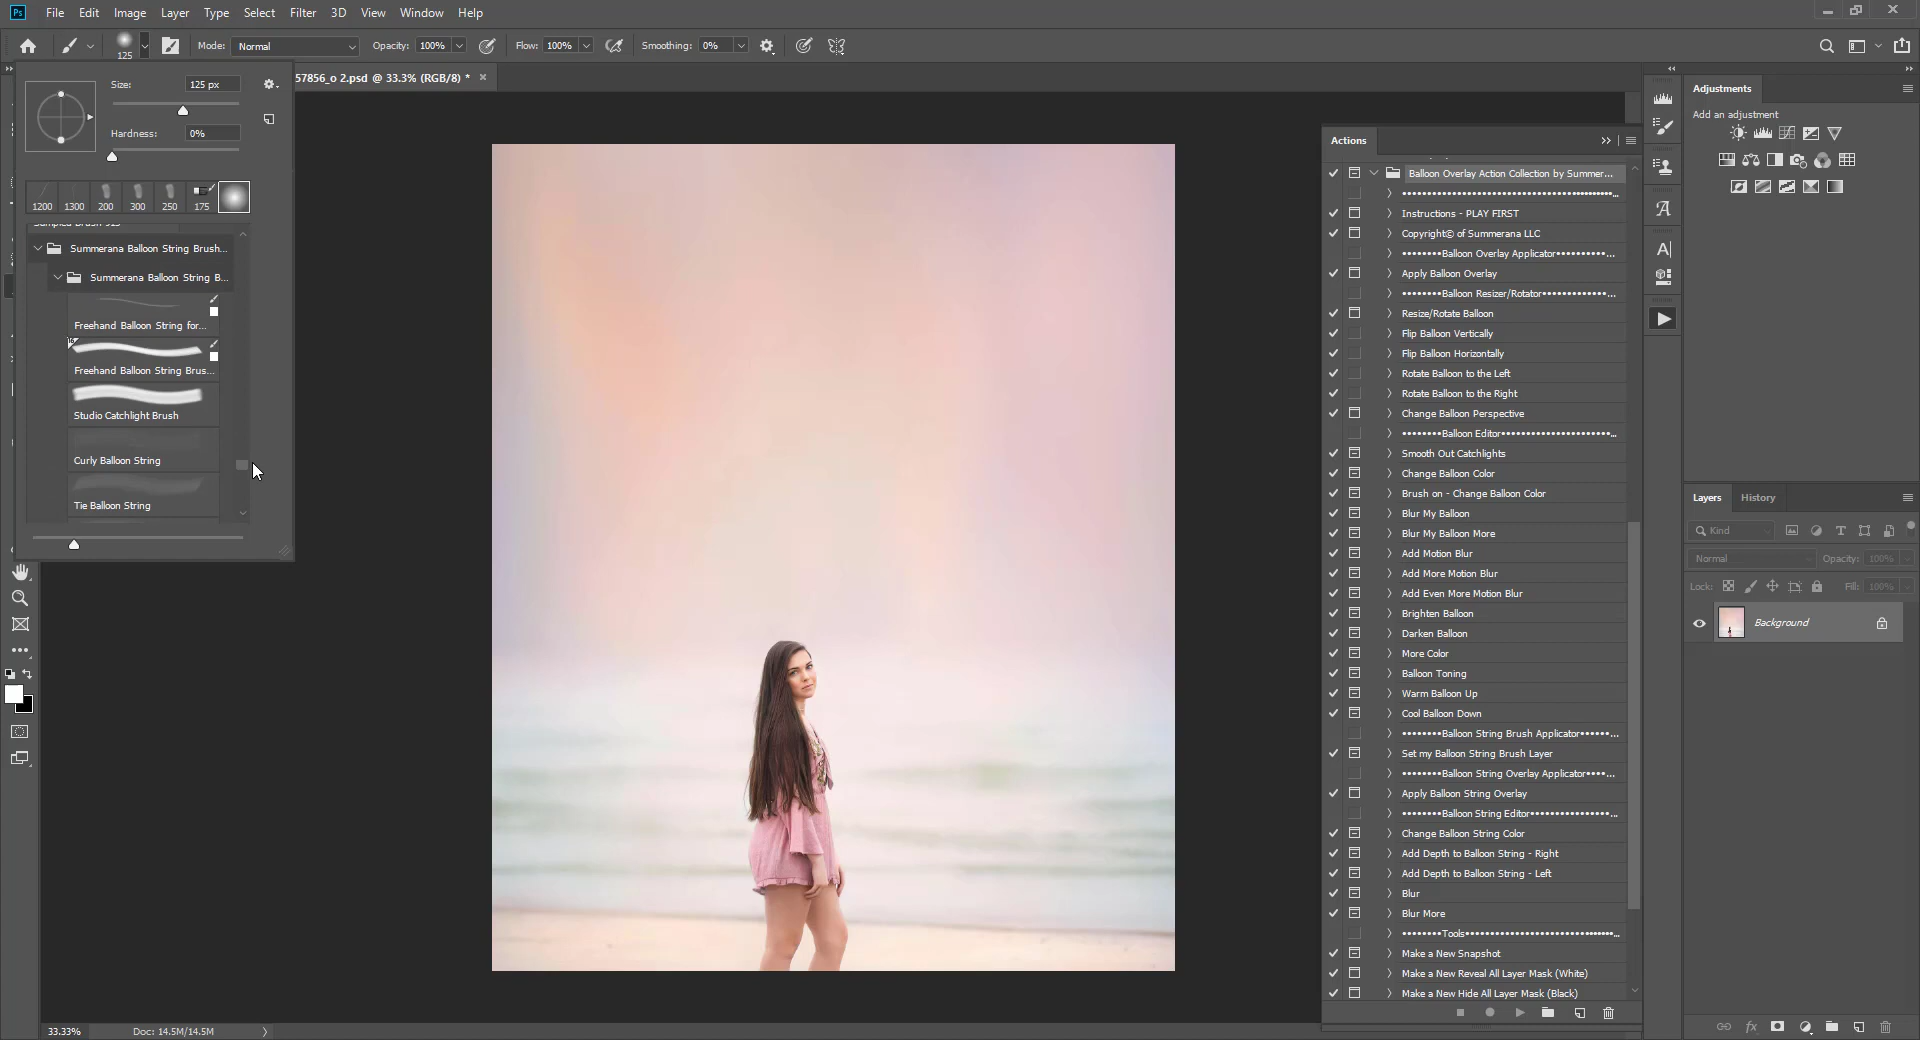 Ps File Edit Image Layer Type Select Filter 3D View Window Help
125 Mode: Normal Opacity: 100% Flow: 100% Smoothing: 0%
57856_o 2.psd @ 33.3% (RGB/8) * ×
Size: 125 px
Hardness: 0%
1200 1300 200 300 250 175
Summerana Balloon String Brush...
Summerana Balloon String B...
Freehand Balloon String for...
Freehand Balloon String Brus...
Studio Catchlight Brush
Curly Balloon String
Tie Balloon String
33.33% Doc: 14.5M/14.5M
Actions
Balloon Overlay Action Collection by Summer...
Instructions - PLAY FIRST
Copyright© of Summerana LLC
••••••••Balloon Overlay Applicator••••••••••...
Apply Balloon Overlay
••••••••Balloon Resizer/Rotator•••••••••••••...
Resize/Rotate Balloon
Flip Balloon Vertically
Flip Balloon Horizontally
Rotate Balloon to the Left
Rotate Balloon to the Right
Change Balloon Perspective
••••••••Balloon Editor••••••••••••••••••••••...
Smooth Out Catchlights
Change Balloon Color
Brush on - Change Balloon Color
Blur My Balloon
Blur My Balloon More
Add Motion Blur
Add More Motion Blur
Add Even More Motion Blur
Brighten Balloon
Darken Balloon
More Color
Balloon Toning
Warm Balloon Up
Cool Balloon Down
••••••••Balloon String Brush Applicator••••••...
Set my Balloon String Brush Layer
••••••••Balloon String Overlay Applicator••••...
Apply Balloon String Overlay
••••••••Balloon String Editor••••••••••••••••...
Change Balloon String Color
Add Depth to Balloon String - Right
Add Depth to Balloon String - Left
Blur
Blur More
••••••••Tools••••••••••••••••••••••••••••••...
Make a New Snapshot
Make a New Reveal All Layer Mask (White)
Make a New Hide All Layer Mask (Black)
Adjustments
Add an adjustment
Layers History
Kind
Normal Opacity: 100%
Lock: Fill: 100%
Background